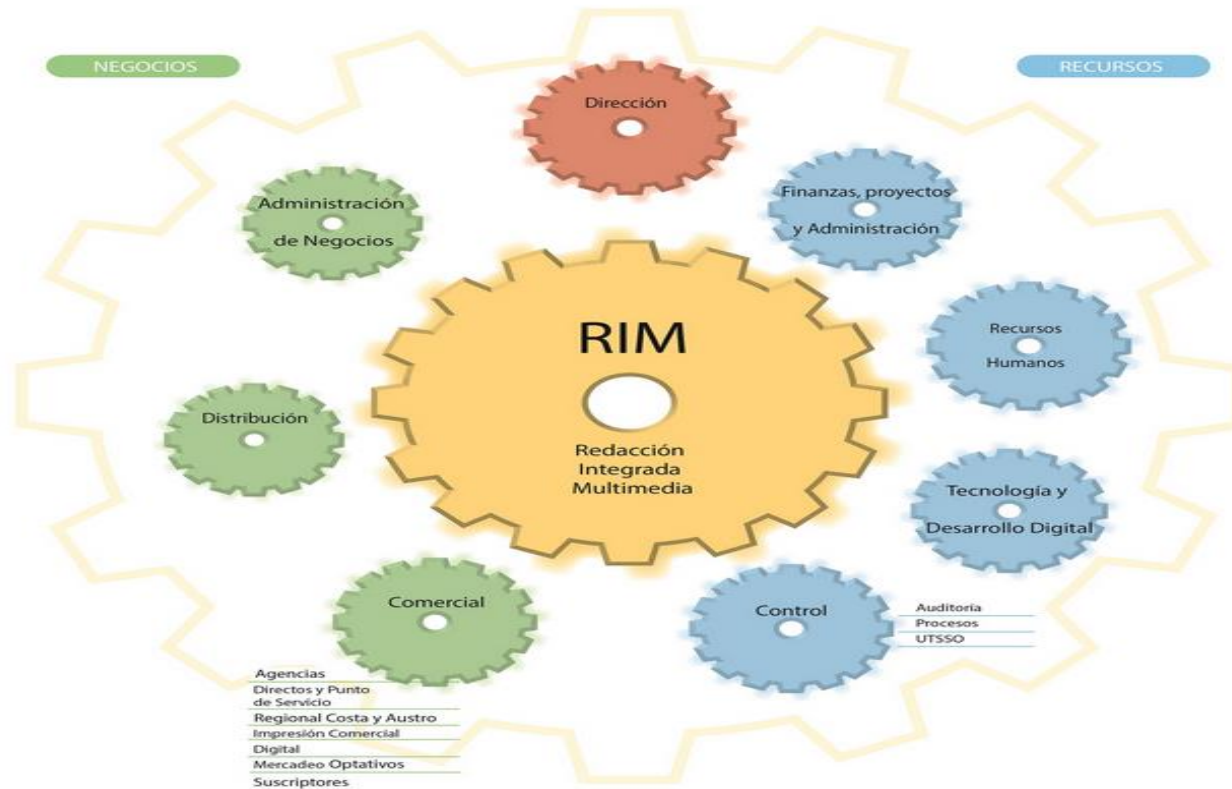 NEGOCIOS
RECURSOS
Dirección
Administración
de Negocios
Finanzas, proyectos
y Administración
RIM
Redacción
Integrada
Multimedia
Recursos
Humanos
Distribución
Tecnología y
Desarrollo Digital
Comercial
Agencias
Directos y Punto
de Servicio
Regional Costa y Austro
Impresión Comercial
Digital
Mercadeo Optativos
Suscriptores
Control
Auditoría
Procesos
UTSSO